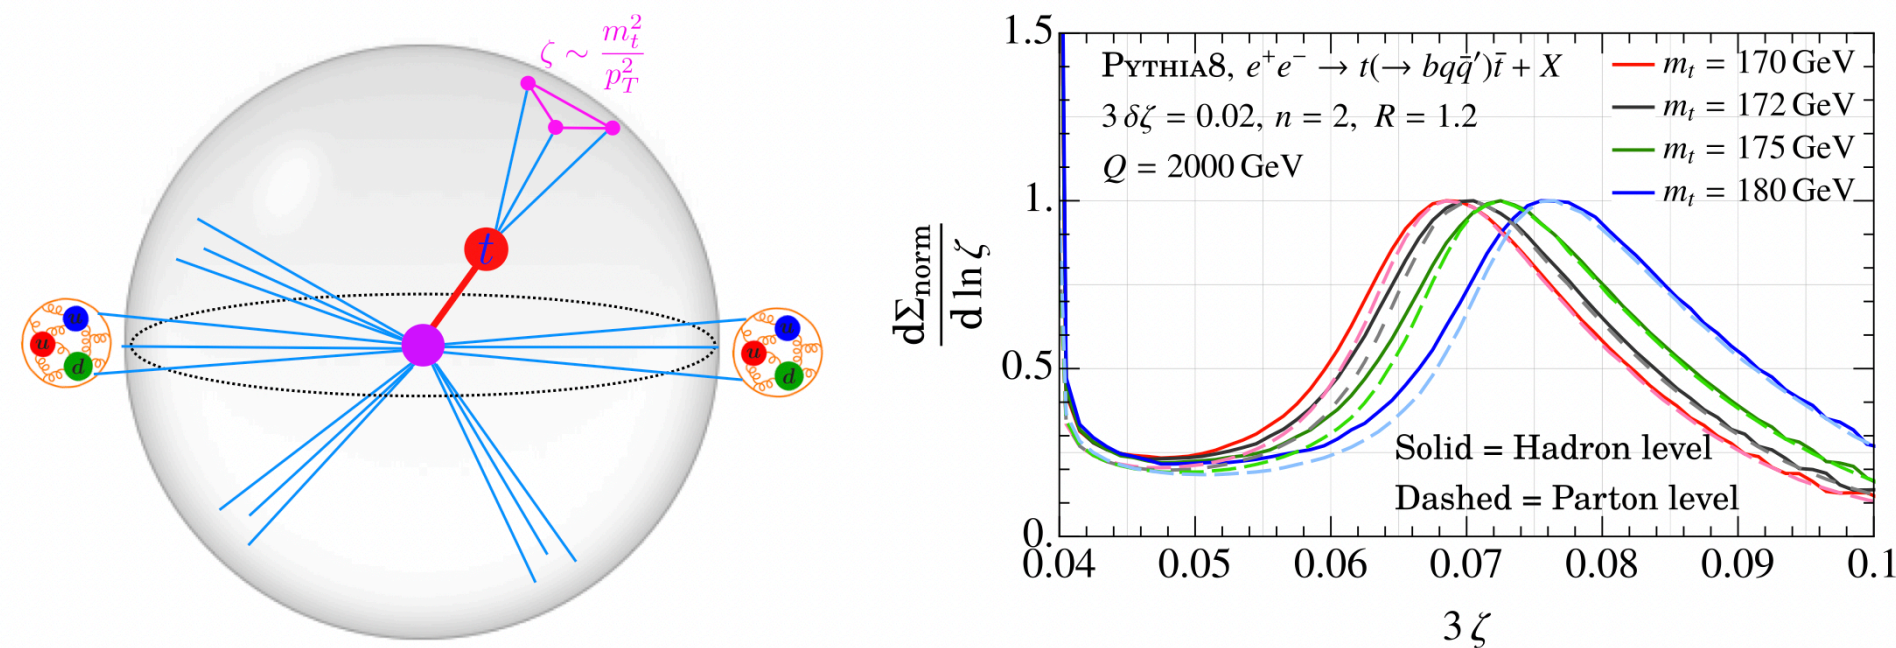 ζ ~ m_t^2 / p_T^2
t
u
u
d
u
u
d
1.5
1.
0.5
0.
dΣ_norm / d ln ζ
PYTHIA8, e⁺e⁻ → t(→ bqq̄′)t̄ + X
3 δζ = 0.02, n = 2, R = 1.2
Q = 2000 GeV
m_t = 170 GeV
m_t = 172 GeV
m_t = 175 GeV
m_t = 180 GeV
Solid = Hadron level
Dashed = Parton level
0.04 0.05 0.06 0.07 0.08 0.09 0.1
3 ζ